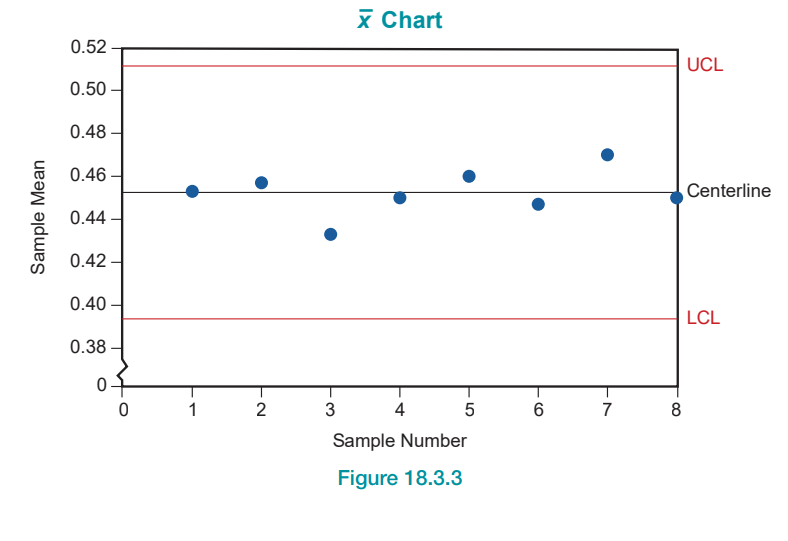 x̅ Chart
0.52
UCL
0.50
0.48
0.46
Centerline
0.44
0.42
0.40
LCL
0.38
0
Sample Mean
0 1 2 3 4 5 6 7 8
Sample Number
Figure 18.3.3